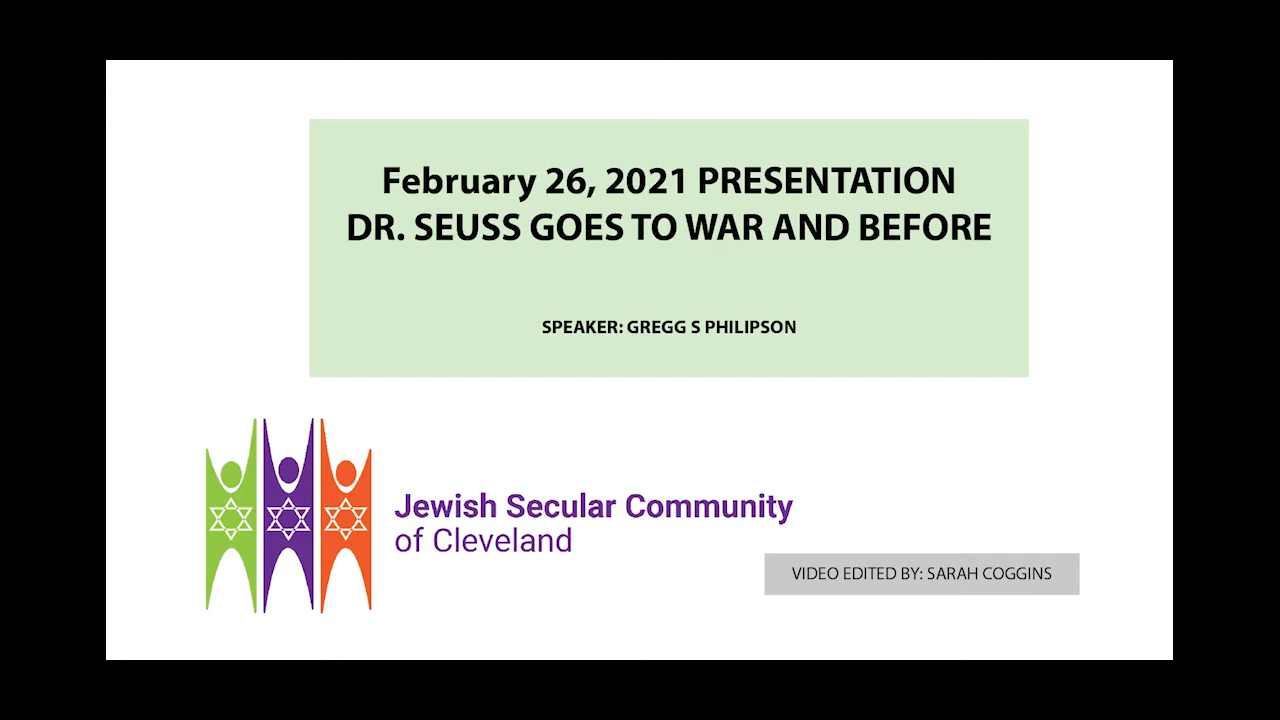 February 26, 2021 PRESENTATION
DR. SEUSS GOES TO WAR AND BEFORE
SPEAKER: GREGG S PHILIPSON
Jewish Secular Community
of Cleveland
VIDEO EDITED BY: SARAH COGGINS